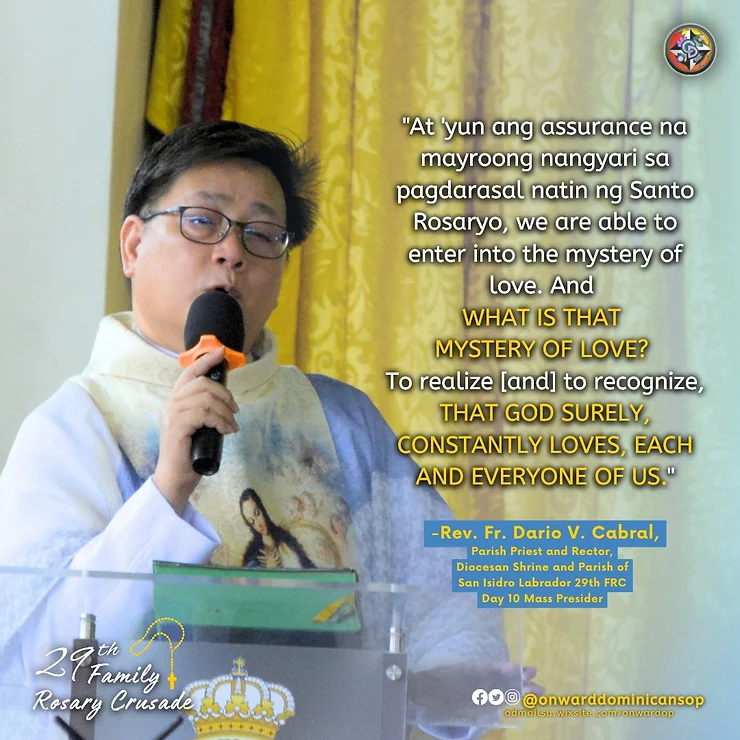 "At 'yun ang assurance na
mayroong nangyari sa
pagdarasal natin ng Santo
Rosaryo, we are able to
enter into the mystery of
love. And
WHAT IS THAT
MYSTERY OF LOVE?
To realize [and] to recognize,
THAT GOD SURELY,
CONSTANTLY LOVES, EACH
AND EVERYONE OF US."
-Rev. Fr. Dario V. Cabral,
Parish Priest and Rector,
Diocesan Shrine and Parish of
San Isidro Labrador 29th FRC
Day 10 Mass Presider
29th
Family
Rosary Crusade
@onwarddominicansop
odmailsu.wixsite.com/onwardop